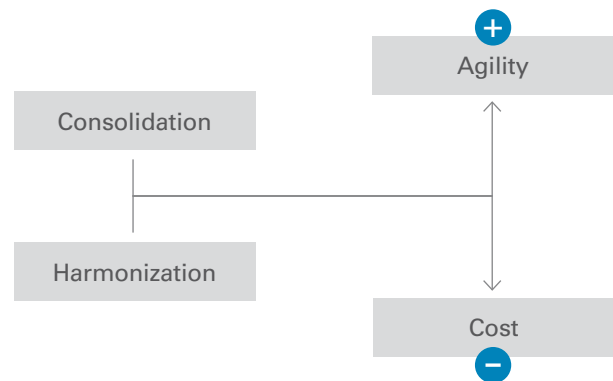 +
Agility
Consolidation
Harmonization
Cost
−